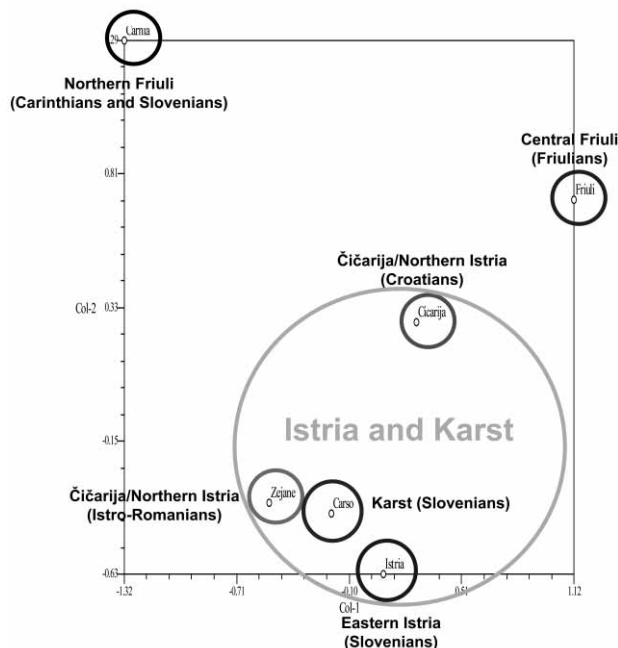 Carnia
29
Northern Friuli
(Carinthians and Slovenians)
Central Friuli
(Friulians)
0.81
Friuli
Čičarija/Northern Istria
(Croatians)
Col-2
0.33
Cicarija
Istria and Karst
-0.15
Čičarija/Northern Istria
(Istro-Romanians)
Zejane
Carso
Karst (Slovenians)
Istria
-0.63
-1.32
-0.71
-0.10
0.51
1.12
Col-1
Eastern Istria
(Slovenians)